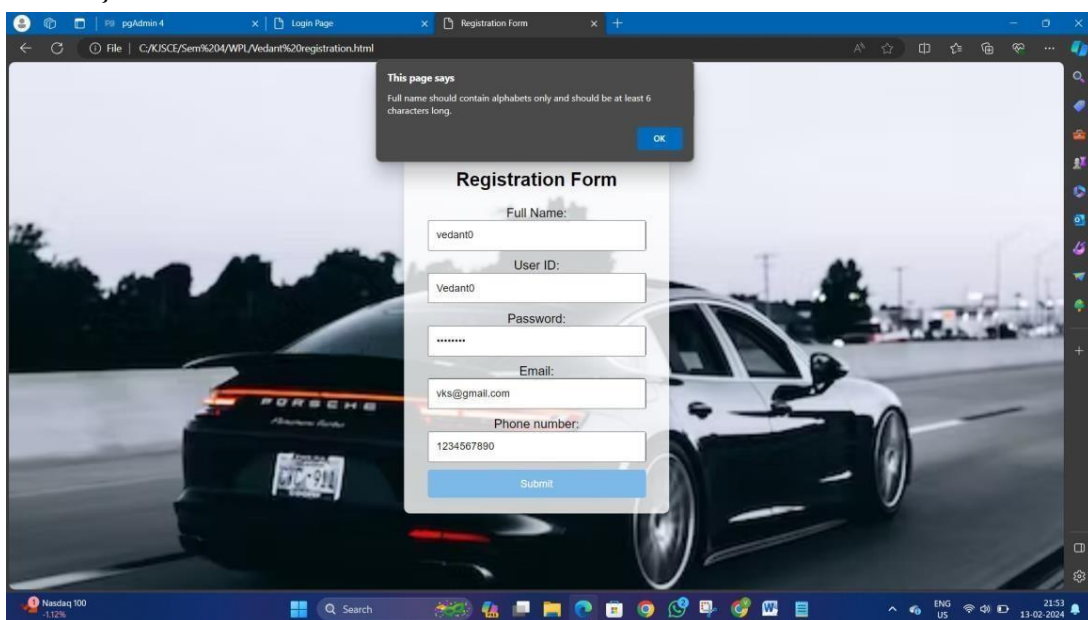 pgAdmin 4
Login Page
Registration Form
File
C:/KJSCE/Sem%204/WPL/Vedant%20registration.html
This page says
Full name should contain alphabets only and should be at least 6
characters long.
OK
Registration Form
Full Name:
vedant0
User ID:
Vedant0
Password:
••••••••
Email:
vks@gmail.com
Phone number:
1234567890
Submit
PORSCHE
Nasdaq 100
-1.12%
Search
ENG
US
21:53
13-02-2024